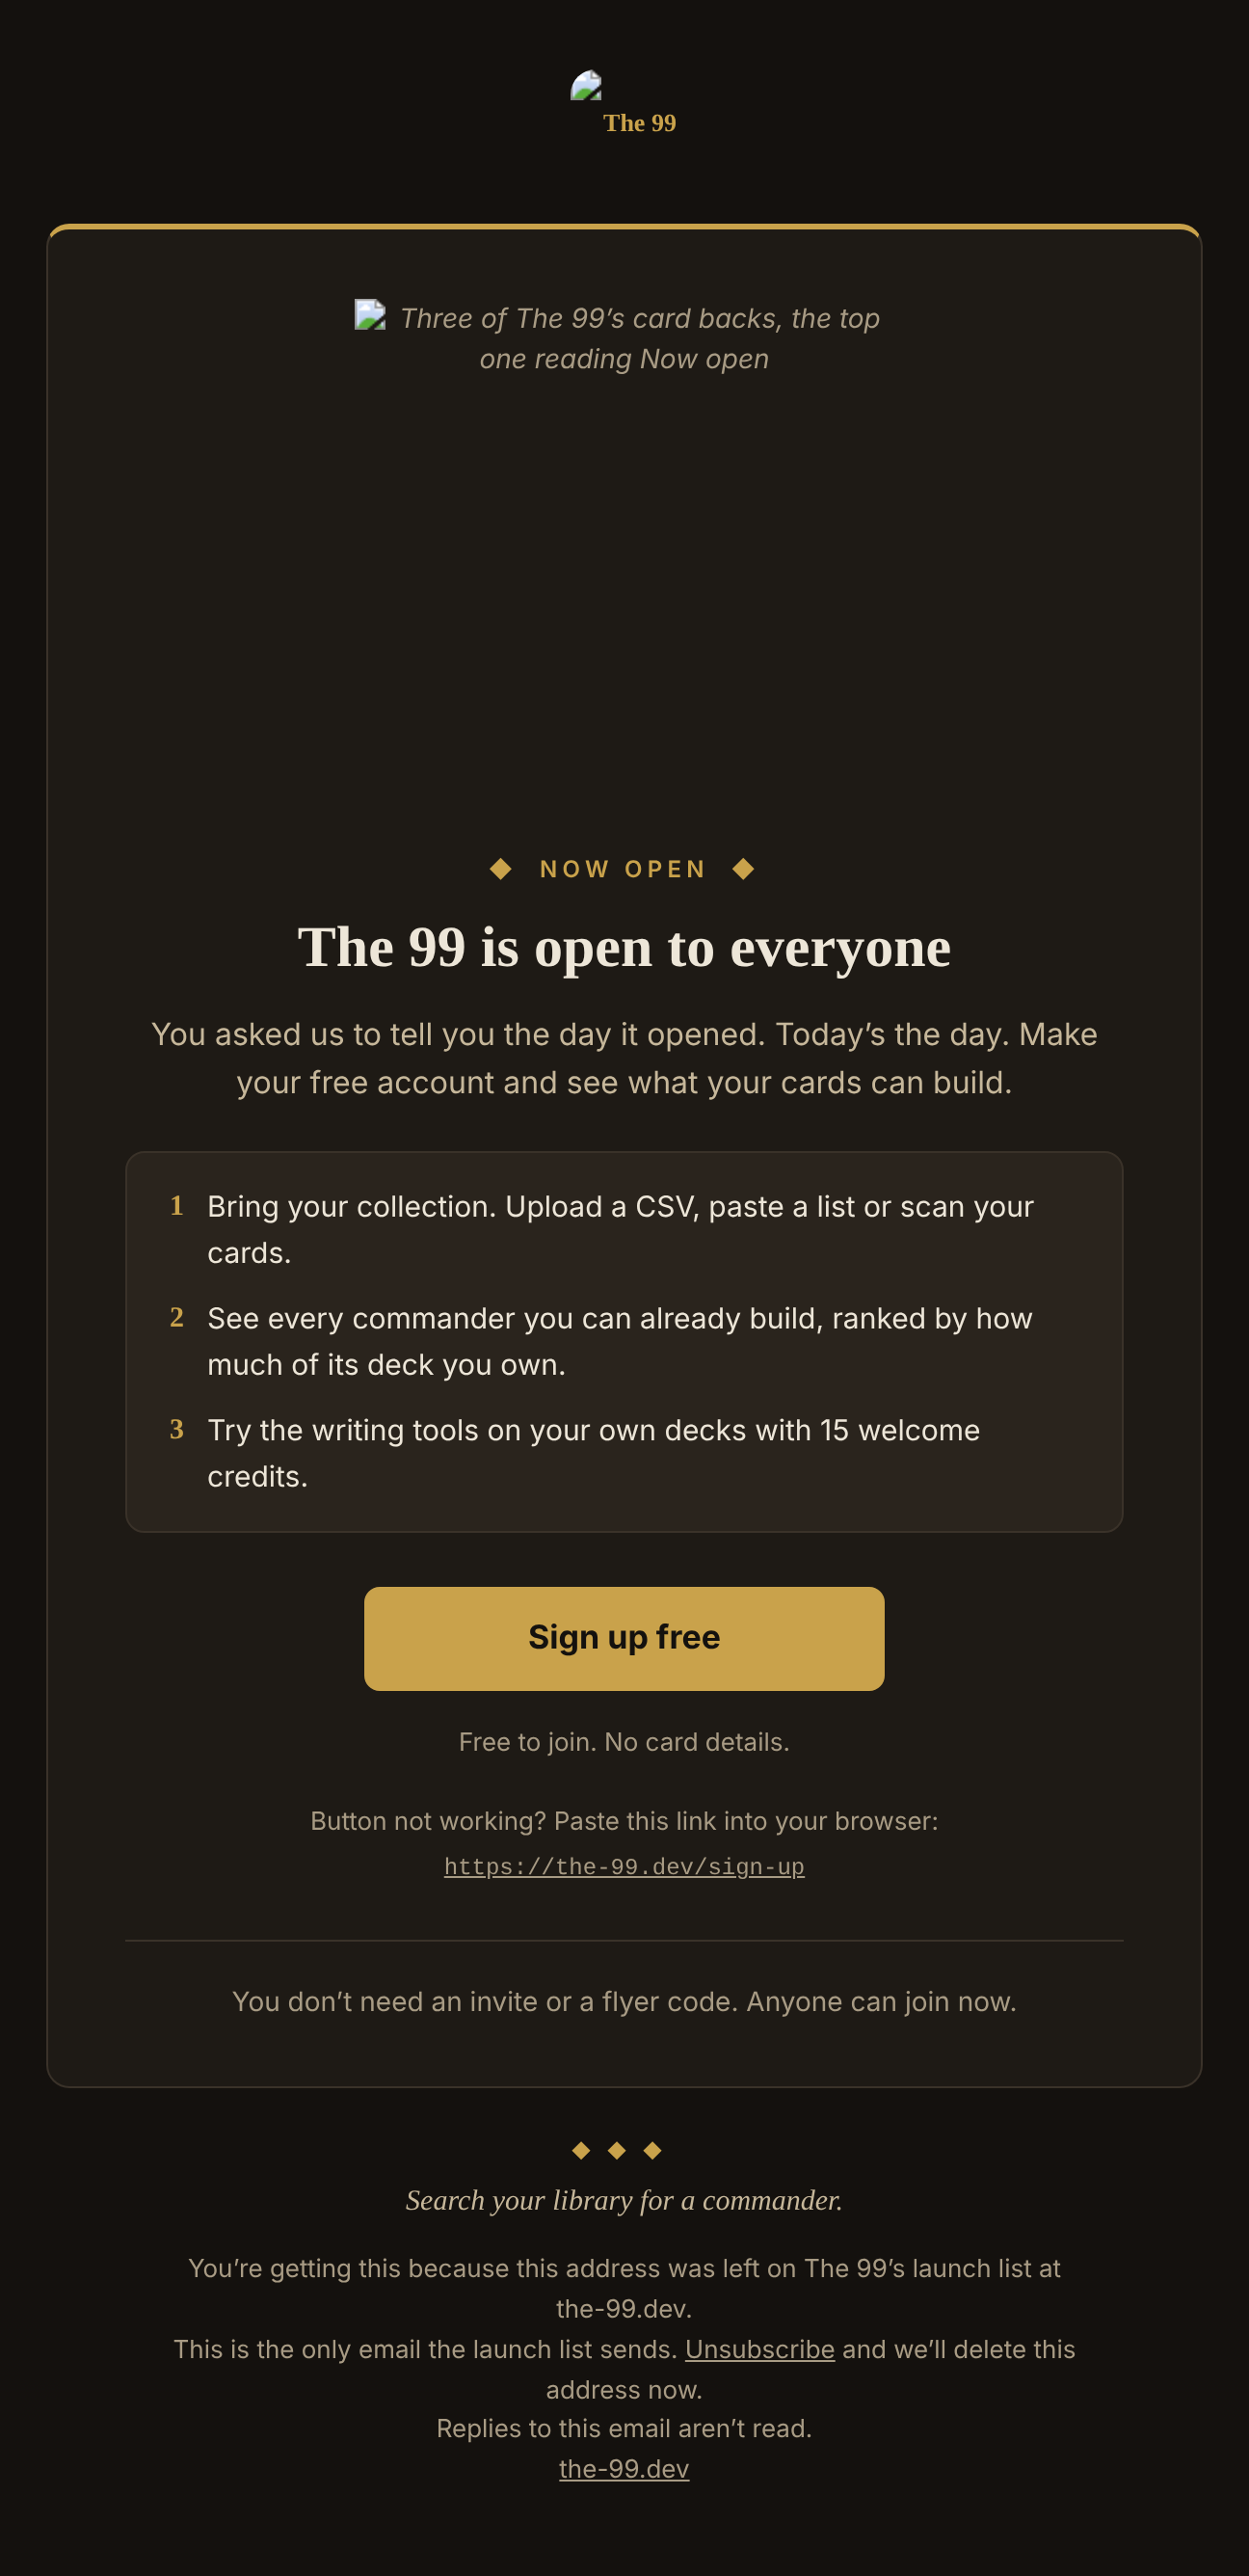 The 99
Three of The 99’s card backs, the top
one reading Now open
NOW OPEN
The 99 is open to everyone
You asked us to tell you the day it opened. Today’s the day. Make
your free account and see what your cards can build.
1 Bring your collection. Upload a CSV, paste a list or scan your
cards.
2 See every commander you can already build, ranked by how
much of its deck you own.
3 Try the writing tools on your own decks with 15 welcome
credits.
Sign up free
Free to join. No card details.
Button not working? Paste this link into your browser:
https://the-99.dev/sign-up
You don’t need an invite or a flyer code. Anyone can join now.
Search your library for a commander.
You’re getting this because this address was left on The 99’s launch list at
the-99.dev.
This is the only email the launch list sends. Unsubscribe and we’ll delete this
address now.
Replies to this email aren’t read.
the-99.dev